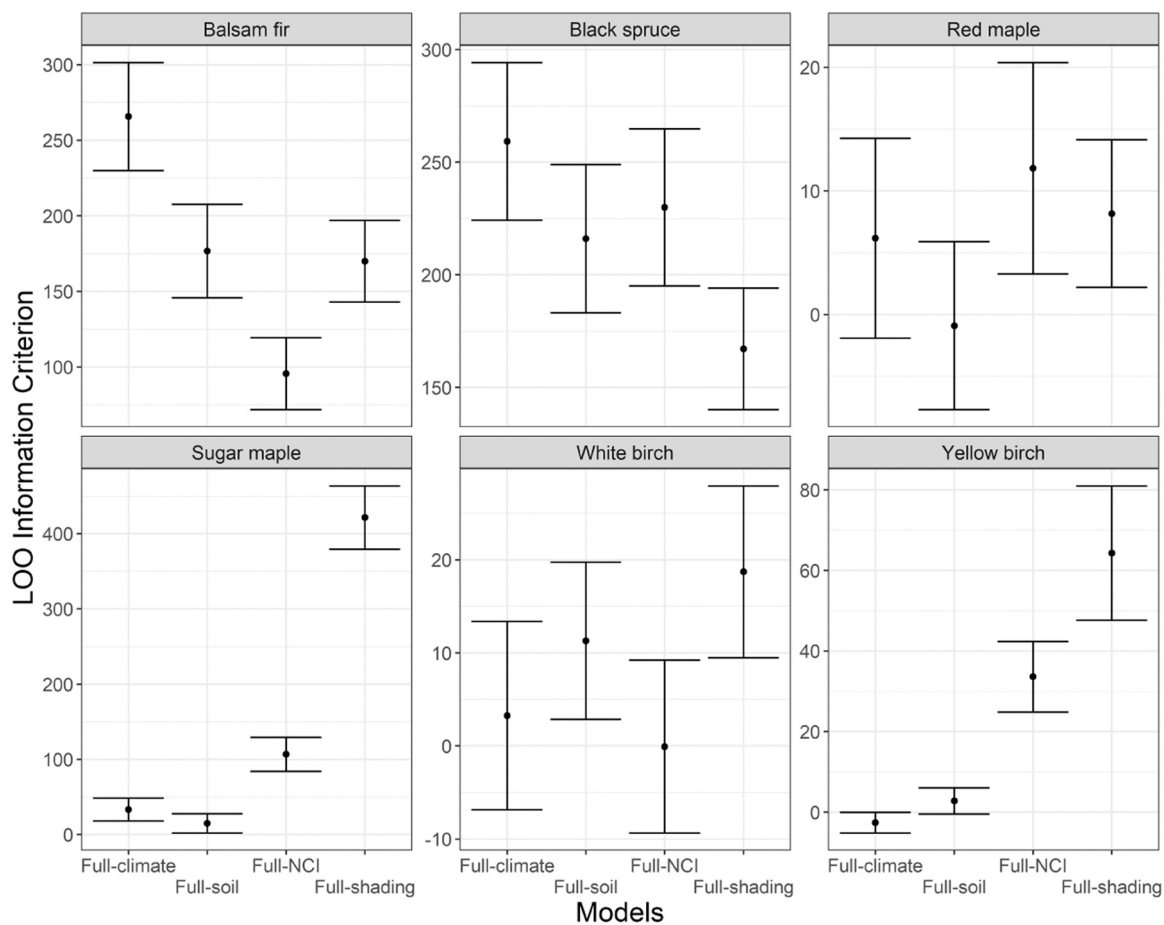 Balsam fir
Black spruce
Red maple
300
250
200
150
100
300
250
200
150
20
10
0
LOO Information Criterion
Sugar maple
White birch
Yellow birch
400
300
200
100
0
20
10
0
-10
80
60
40
20
0
Full-climate Full-NCI
Full-soil Full-shading
Full-climate Full-NCI
Full-soil Full-shading
Full-climate Full-NCI
Full-soil Full-shading
Models